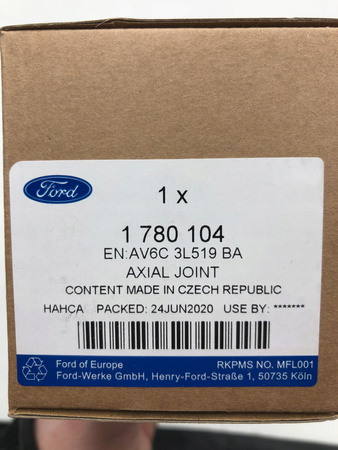 Ford
1 x
1 780 104
EN:AV6C 3L519 BA
AXIAL JOINT
CONTENT MADE IN CZECH REPUBLIC
HAHÇA PACKED: 24JUN2020 USE BY: *******
Ford of Europe RKPMS NO. MFL001
Ford-Werke GmbH, Henry-Ford-Straße 1, 50735 Köln